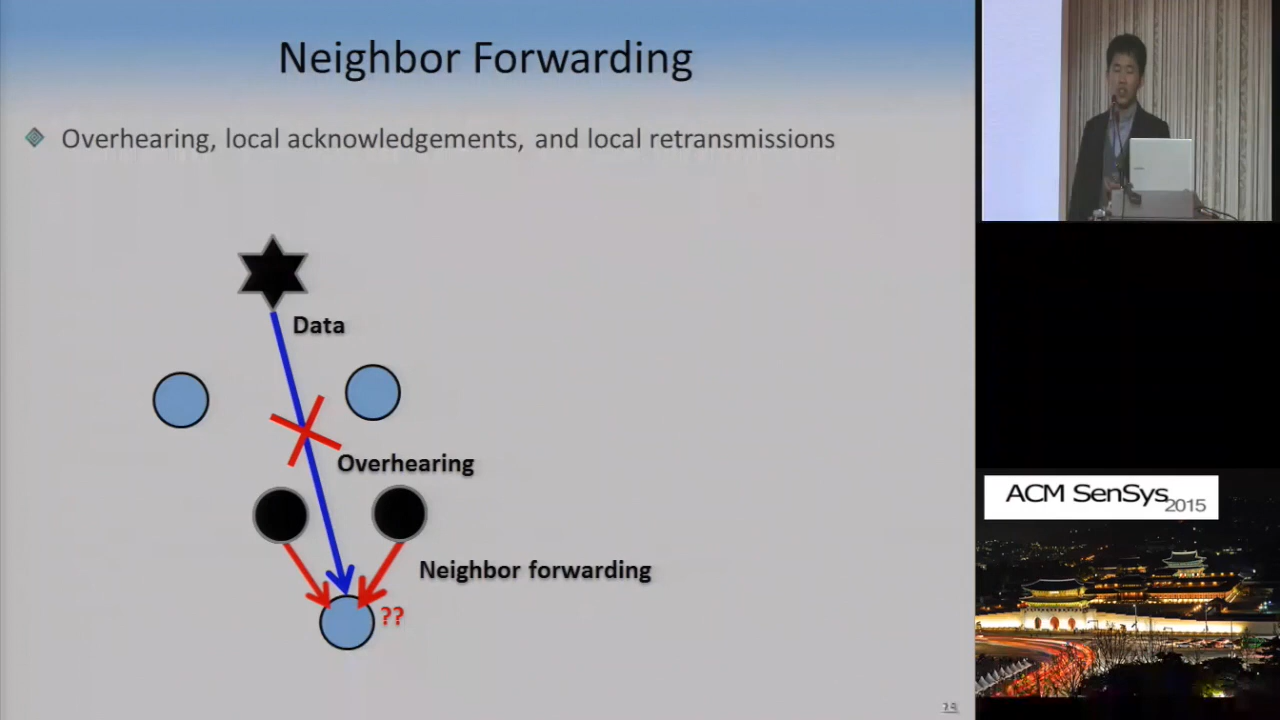 Neighbor Forwarding
Overhearing, local acknowledgements, and local retransmissions
Data
Overhearing
Neighbor forwarding
??
ACM SenSys 2015